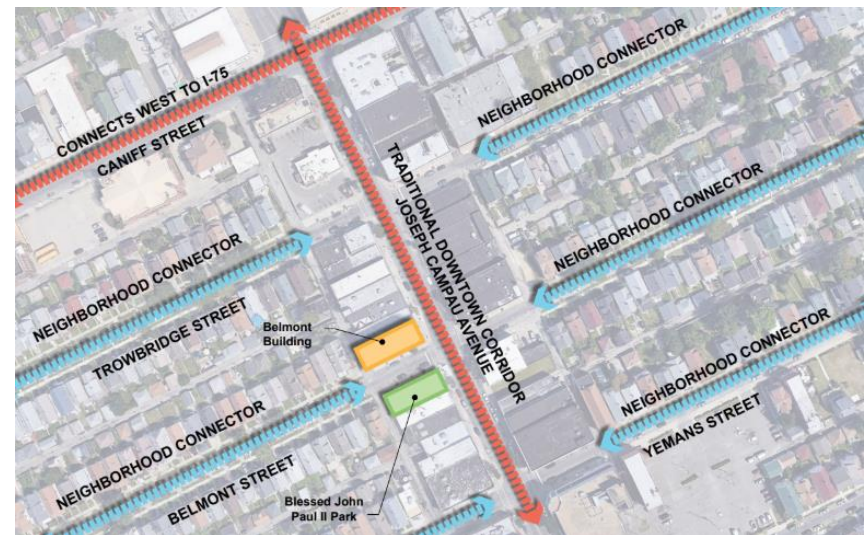 CONNECTS WEST TO I-75
CANIFF STREET
NEIGHBORHOOD CONNECTOR
NEIGHBORHOOD CONNECTOR
TRADITIONAL DOWNTOWN CORRIDOR
JOSEPH CAMPAU AVENUE
NEIGHBORHOOD CONNECTOR
TROWBRIDGE STREET
Belmont
Building
NEIGHBORHOOD CONNECTOR
YEMANS STREET
NEIGHBORHOOD CONNECTOR
BELMONT STREET
Blessed John
Paul II Park